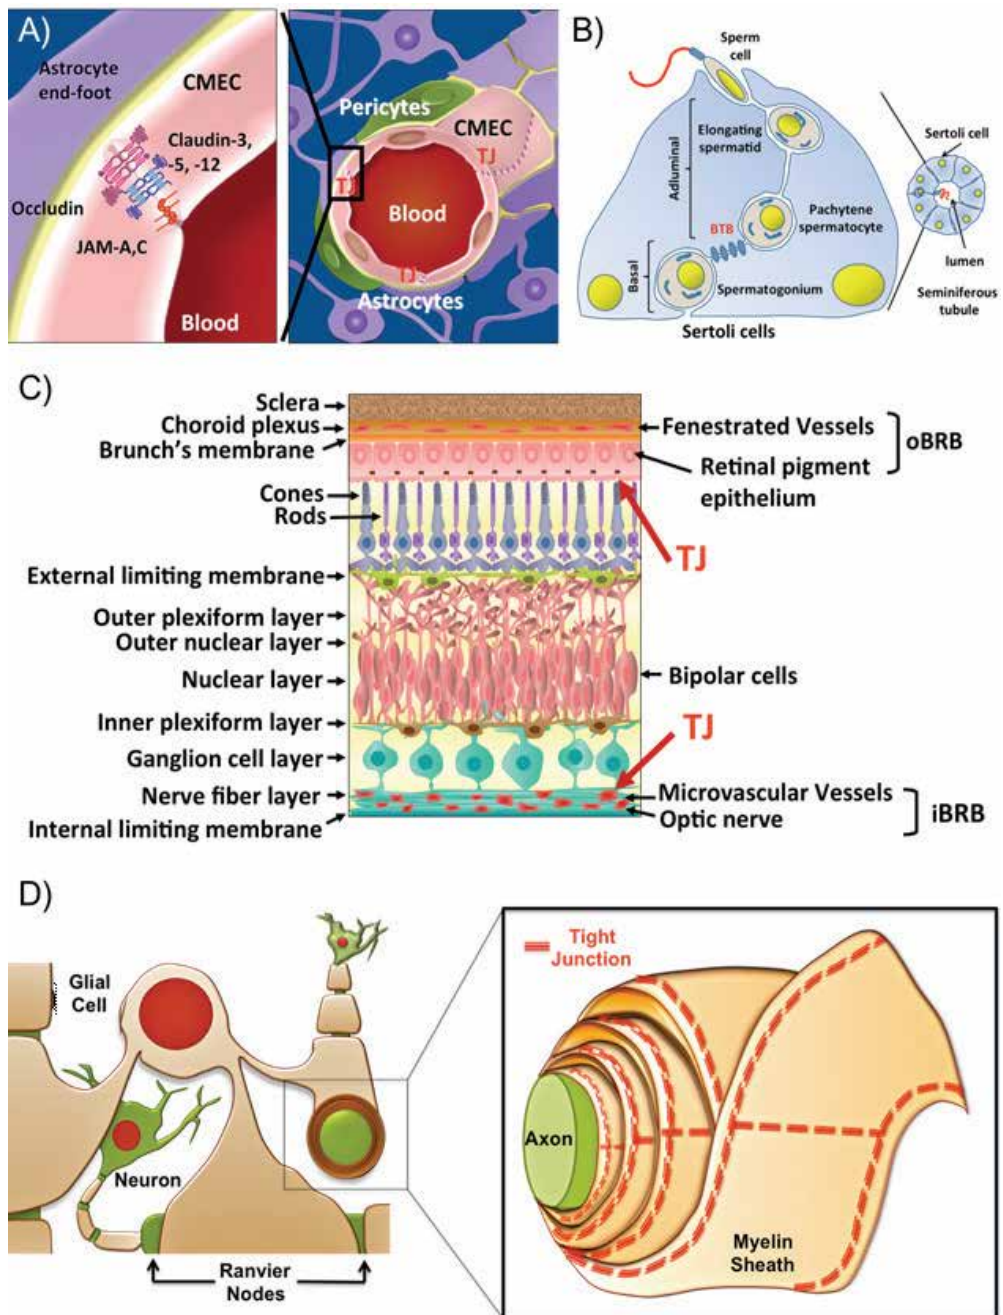 A)
Astrocyte
end-foot
CMEC
Claudin-3,
-5, -12
Occludin
JAM-A,C
Blood
Pericytes
CMEC
TJ
TJ
Blood
TJ
Astrocytes
B)
Sperm
cell
Elongating
spermatid
Adluminal
BTB
Pachytene
spermatocyte
Basal
Spermatogonium
Sertoli cells
Sertoli cell
lumen
Seminiferous
tubule
C)
Sclera
Choroid plexus
Brunch's membrane
Cones
Rods
External limiting membrane
Outer plexiform layer
Outer nuclear layer
Nuclear layer
Inner plexiform layer
Ganglion cell layer
Nerve fiber layer
Internal limiting membrane
Fenestrated Vessels
oBRB
Retinal pigment
epithelium
TJ
Bipolar cells
TJ
Microvascular Vessels
Optic nerve
iBRB
D)
Glial
Cell
Neuron
Ranvier
Nodes
Tight
Junction
Axon
Myelin
Sheath